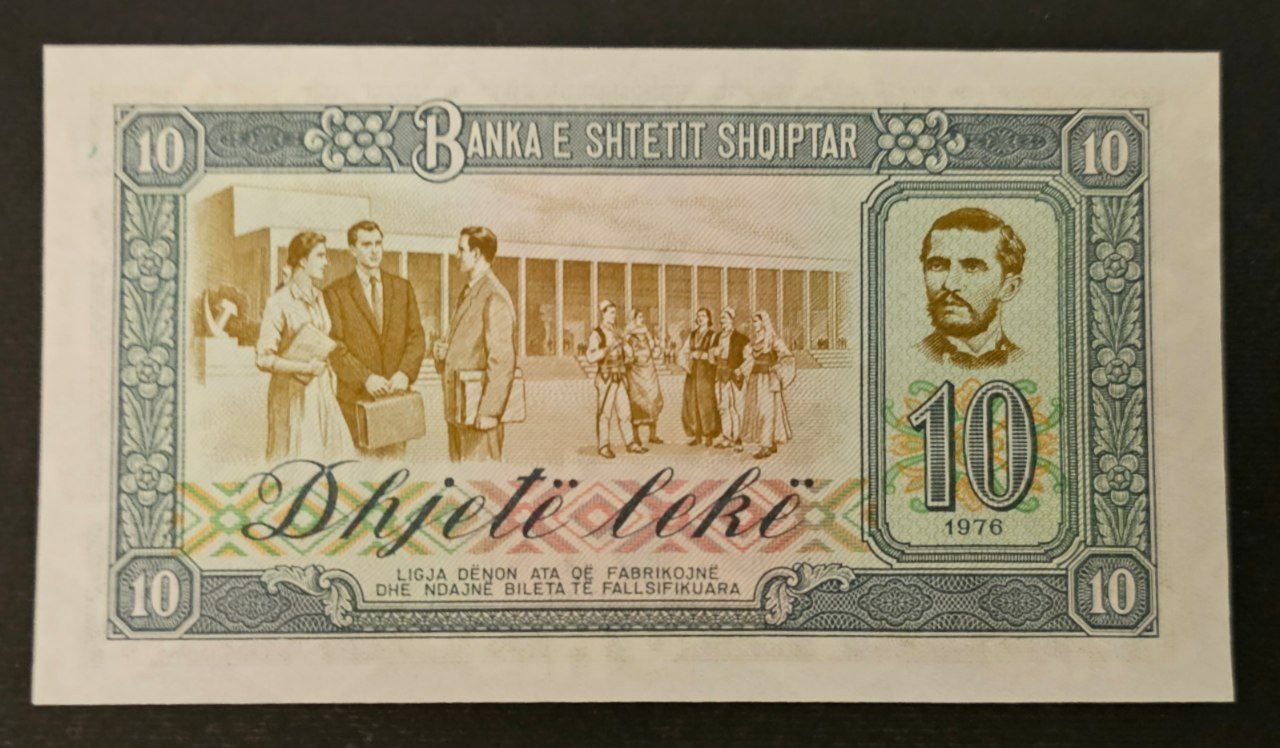 10 BANKA E SHTETIT SHQIPTAR 10
10
1976
Dhjetë lekë
LIGJA DËNON ATA QË FABRIKOJNË
DHE NDAJNË BILETA TË FALLSIFIKUARA
10 10